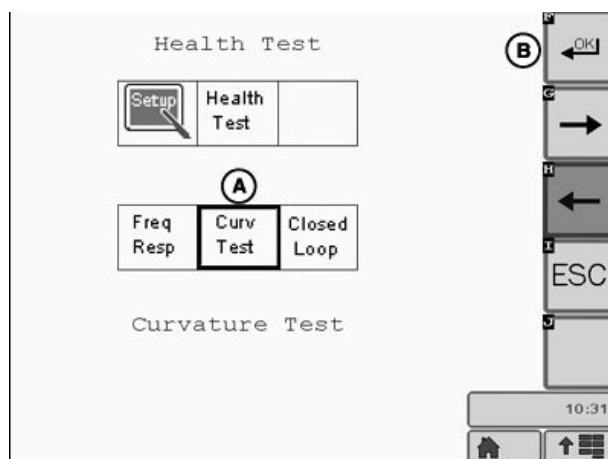 Health Test
Setup
Health
Test
A
Freq
Resp
Curv
Test
Closed
Loop
Curvature Test
B
F
OK
G
H
I
ESC
J
10:31